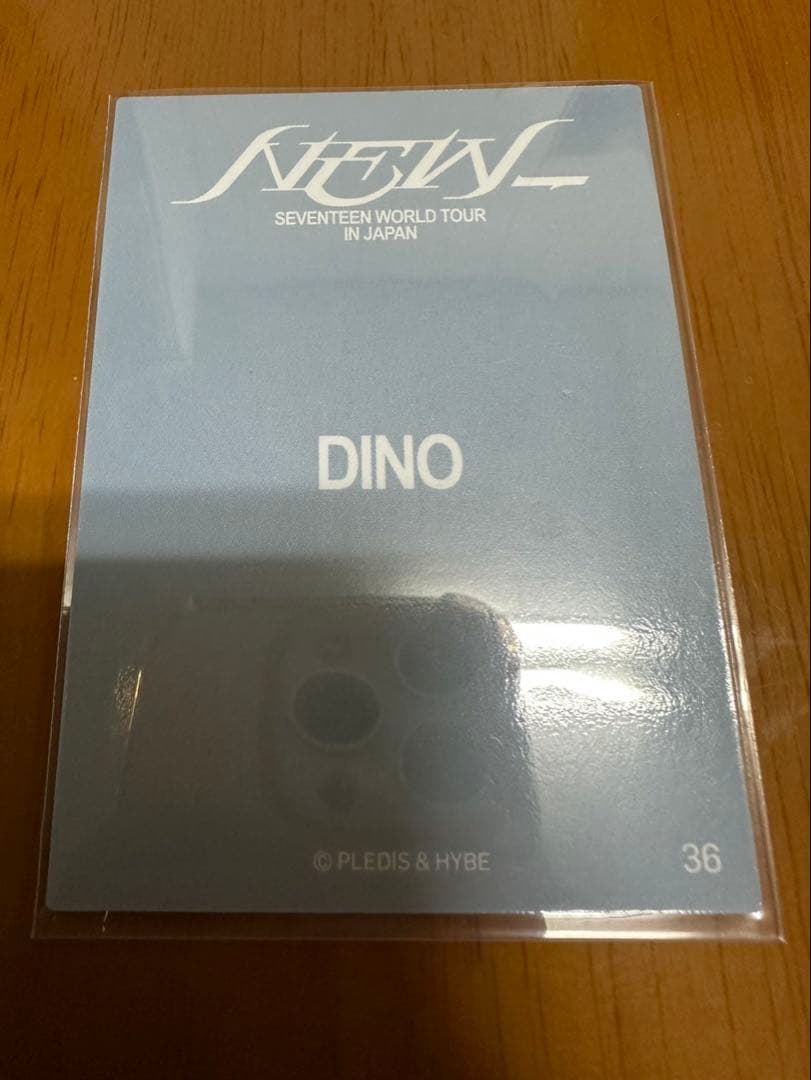 NEW_
SEVENTEEN WORLD TOUR
IN JAPAN
DINO
© PLEDIS & HYBE
36